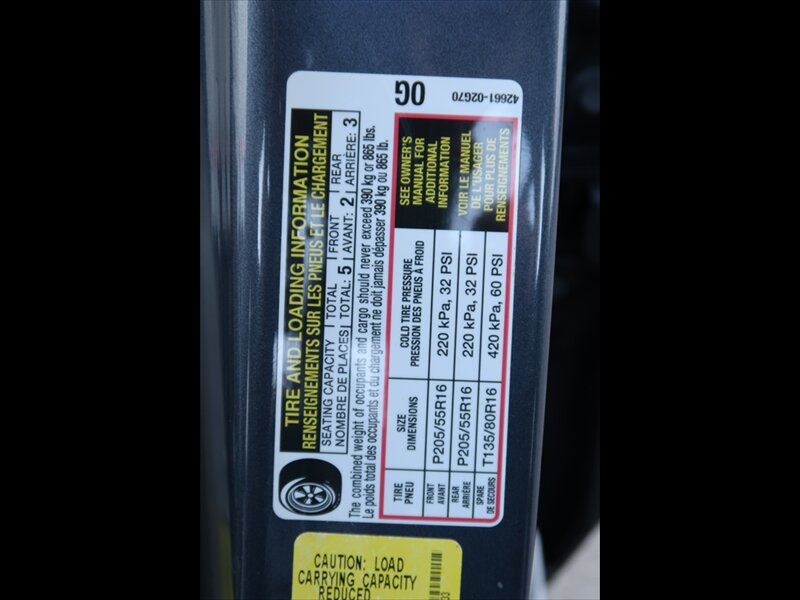 TIRE AND LOADING INFORMATION
RENSEIGNEMENTS SUR LES PNEUS ET LE CHARGEMENT
SEATING CAPACITY | TOTAL | FRONT | REAR
NOMBRE DE PLACES | TOTAL: 5 | AVANT: 2 | ARRIÈRE: 3
The combined weight of occupants and cargo should never exceed 390 kg or 865 lbs.
Le poids total des occupants et du chargement ne doit jamais dépasser 390 kg ou 865 lb.
TIRE SIZE COLD TIRE PRESSURE
PNEU DIMENSIONS PRESSION DES PNEUS À FROID
FRONT
AVANT P205/55R16 220 kPa, 32 PSI
REAR
ARRIÈRE P205/55R16 220 kPa, 32 PSI
SPARE
DE SECOURS T135/80R16 420 kPa, 60 PSI
SEE OWNER'S
MANUAL FOR
ADDITIONAL
INFORMATION
VOIR LE MANUEL
DE L'USAGER
POUR PLUS DE
RENSEIGNEMENTS
0G
42661-02G70
CAUTION: LOAD
CARRYING CAPACITY
REDUCED
33